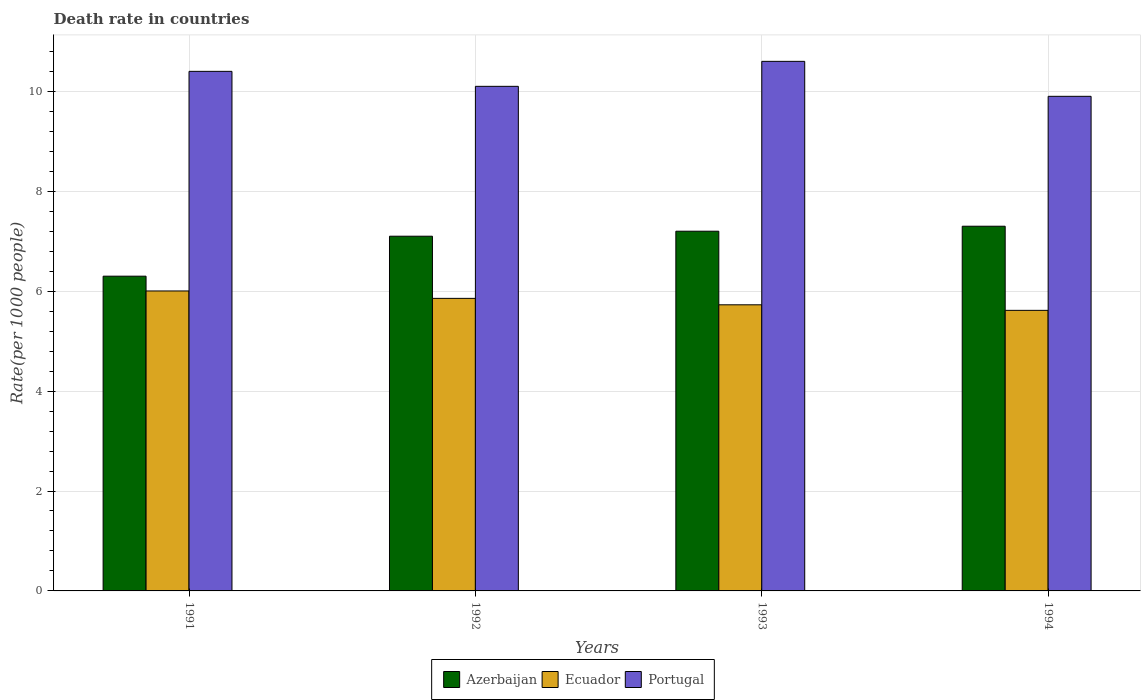 Death rate in countries
Rate(per 1000 people)
10
8
6
4
2
0
1991
1992
1993
1994
Years
Azerbaijan
Ecuador
Portugal